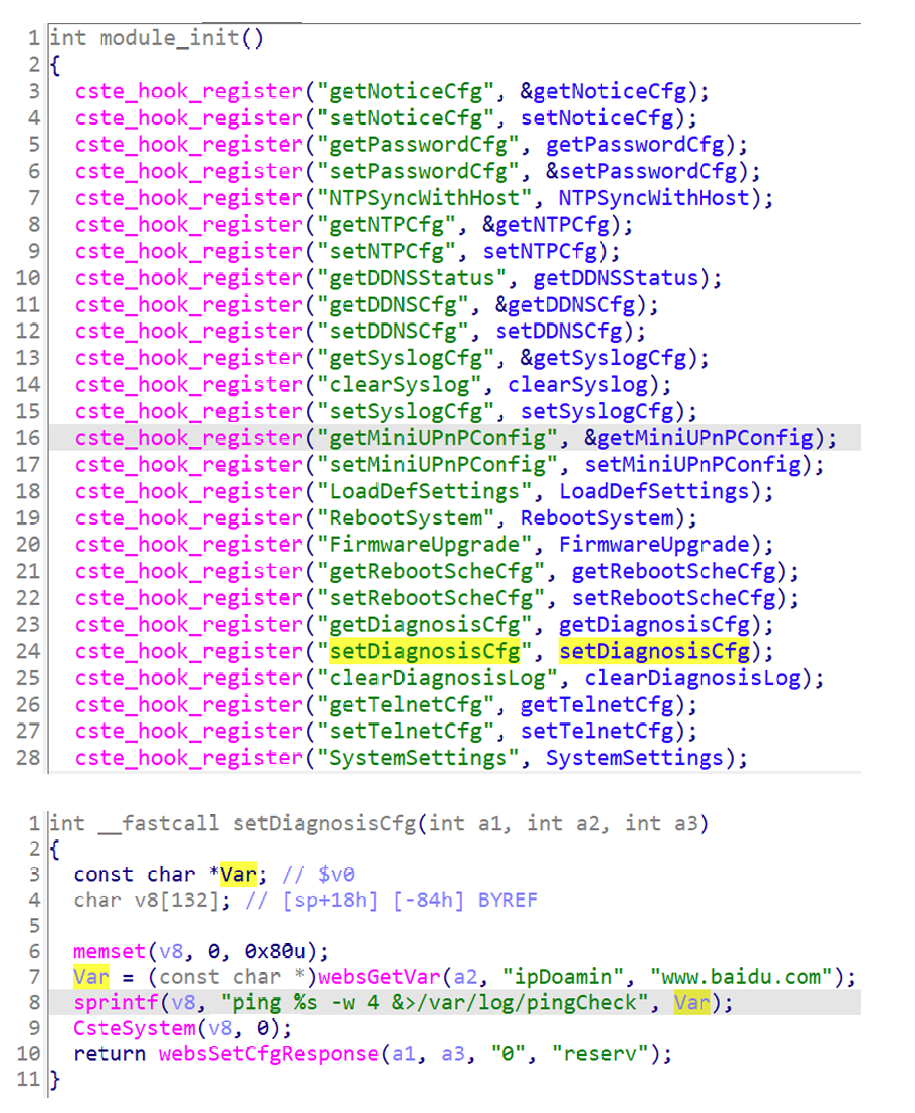 1 int module_init()
2 {
3 cste_hook_register("getNoticeCfg", &getNoticeCfg);
4 cste_hook_register("setNoticeCfg", setNoticeCfg);
5 cste_hook_register("getPasswordCfg", getPasswordCfg);
6 cste_hook_register("setPasswordCfg", &setPasswordCfg);
7 cste_hook_register("NTPSyncWithHost", NTPSyncWithHost);
8 cste_hook_register("getNTPCfg", &getNTPCfg);
9 cste_hook_register("setNTPCfg", setNTPCfg);
10 cste_hook_register("getDDNSStatus", getDDNSStatus);
11 cste_hook_register("getDDNSCfg", &getDDNSCfg);
12 cste_hook_register("setDDNSCfg", setDDNSCfg);
13 cste_hook_register("getSyslogCfg", &getSyslogCfg);
14 cste_hook_register("clearSyslog", clearSyslog);
15 cste_hook_register("setSyslogCfg", setSyslogCfg);
16 cste_hook_register("getMiniUPnPConfig", &getMiniUPnPConfig);
17 cste_hook_register("setMiniUPnPConfig", setMiniUPnPConfig);
18 cste_hook_register("LoadDefSettings", LoadDefSettings);
19 cste_hook_register("RebootSystem", RebootSystem);
20 cste_hook_register("FirmwareUpgrade", FirmwareUpgrade);
21 cste_hook_register("getRebootScheCfg", getRebootScheCfg);
22 cste_hook_register("setRebootScheCfg", setRebootScheCfg);
23 cste_hook_register("getDiagnosisCfg", getDiagnosisCfg);
24 cste_hook_register("setDiagnosisCfg", setDiagnosisCfg);
25 cste_hook_register("clearDiagnosisLog", clearDiagnosisLog);
26 cste_hook_register("getTelnetCfg", getTelnetCfg);
27 cste_hook_register("setTelnetCfg", setTelnetCfg);
28 cste_hook_register("SystemSettings", SystemSettings);
1 int __fastcall setDiagnosisCfg(int a1, int a2, int a3)
2 {
3 const char *Var; // $v0
4 char v8[132]; // [sp+18h] [-84h] BYREF
5
6 memset(v8, 0, 0x80u);
7 Var = (const char *)websGetVar(a2, "ipDoamin", "www.baidu.com");
8 sprintf(v8, "ping %s -w 4 &>/var/log/pingCheck", Var);
9 CsteSystem(v8, 0);
10 return websSetCfgResponse(a1, a3, "0", "reserv");
11 }